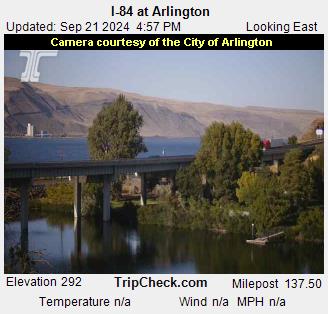 I-84 at Arlington
Updated: Sep 21 2024 4:57 PM Looking East
Camera courtesy of the City of Arlington
Elevation 292 TripCheck.com Milepost 137.50
Temperature n/a Wind n/a MPH n/a